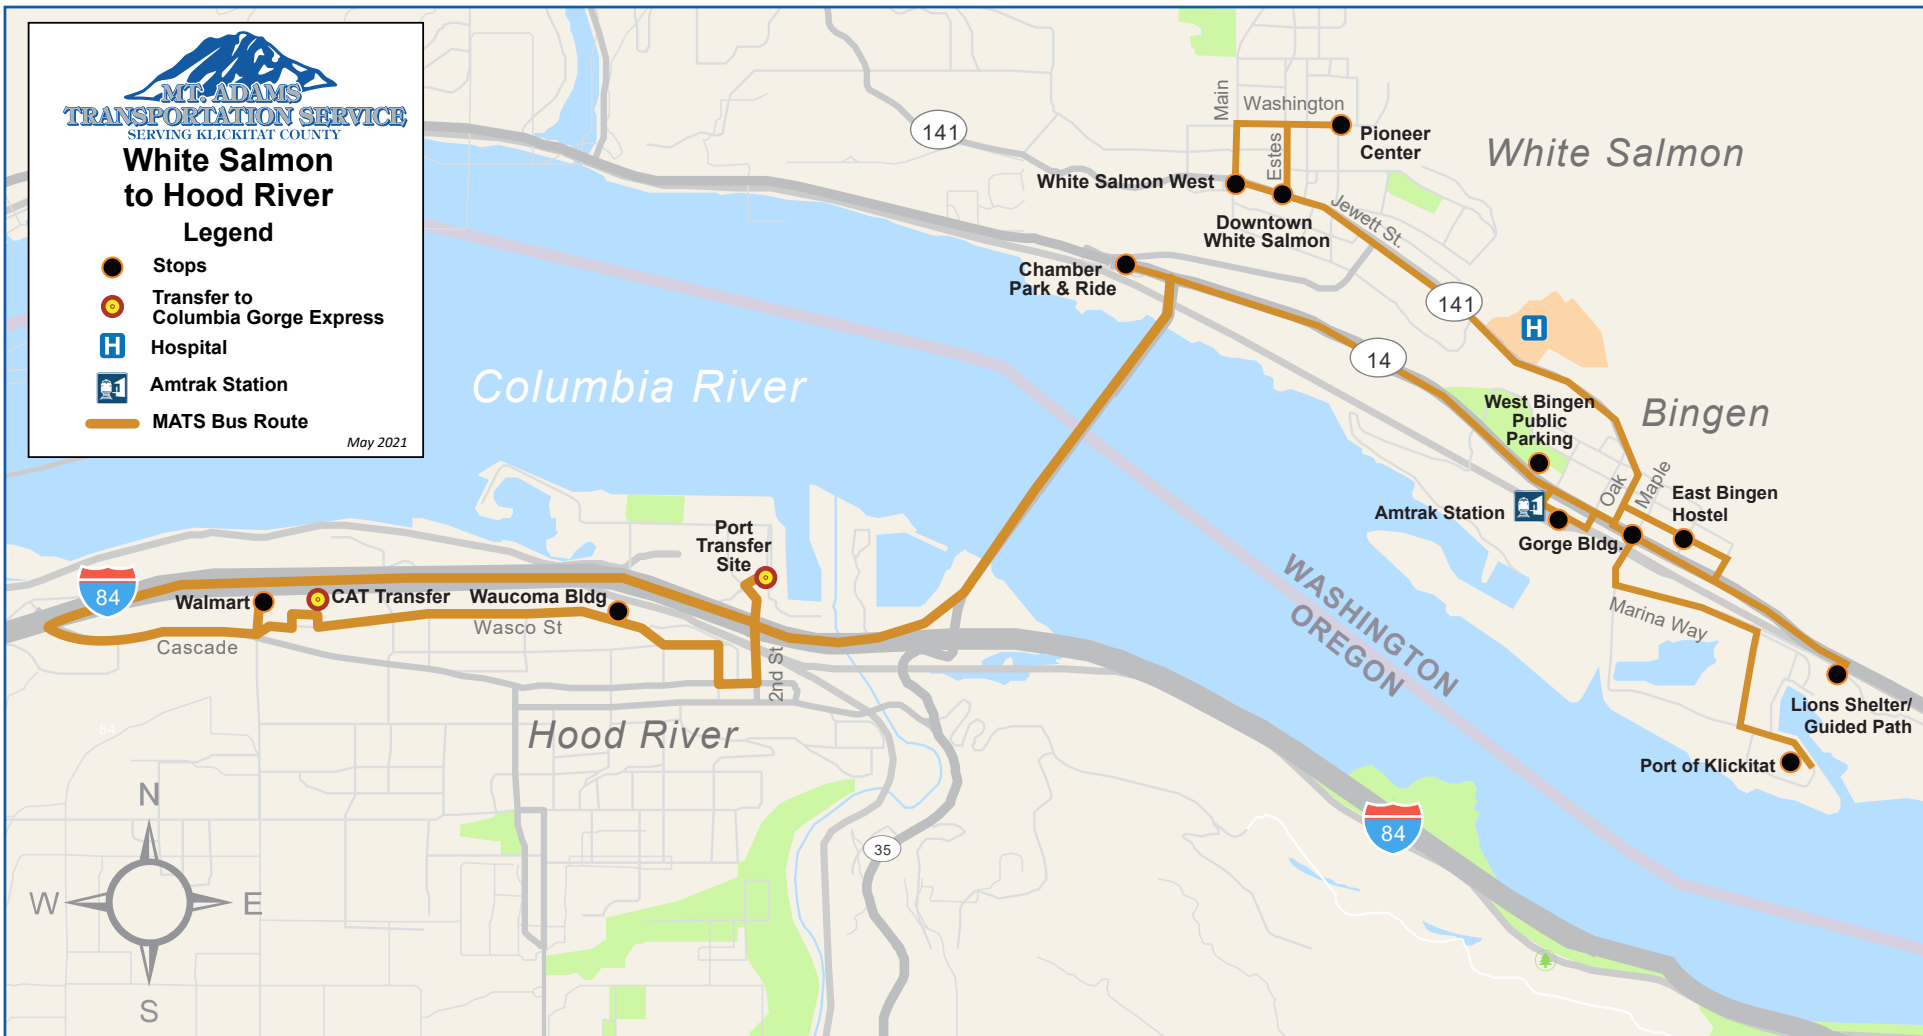 MT. ADAMS
TRANSPORTATION SERVICE
SERVING KLICKITAT COUNTY
White Salmon
to Hood River
Legend
Stops
Transfer to
Columbia Gorge Express
H
Hospital
Amtrak Station
MATS Bus Route
May 2021
141
Main
Washington
Estes
Pioneer
Center
White Salmon
White Salmon West
Downtown
White Salmon
Jewett St.
Chamber
Park & Ride
141
H
14
Columbia River
West Bingen
Public
Parking
Bingen
Oak
Maple
East Bingen
Hostel
Amtrak Station
Gorge Bldg.
Port
Transfer
Site
84
Walmart
CAT Transfer
Waucoma Bldg
Wasco St
Cascade
2nd St
WASHINGTON
OREGON
Marina Way
Lions Shelter/
Guided Path
Port of Klickitat
84
Hood River
84
35
N
W
E
S